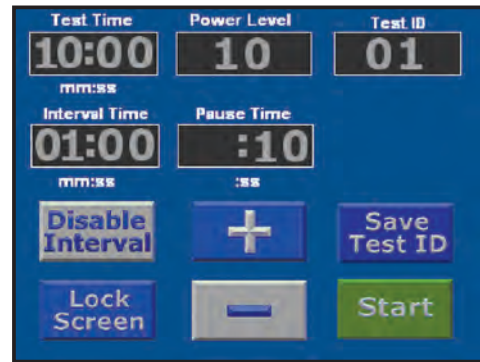 Test Time Power Level Test ID
10:00 10 01
mm:ss
Interval Time Pause Time
01:00 :10
mm:ss :ss
Disable Interval + Save Test ID
Lock Screen - Start